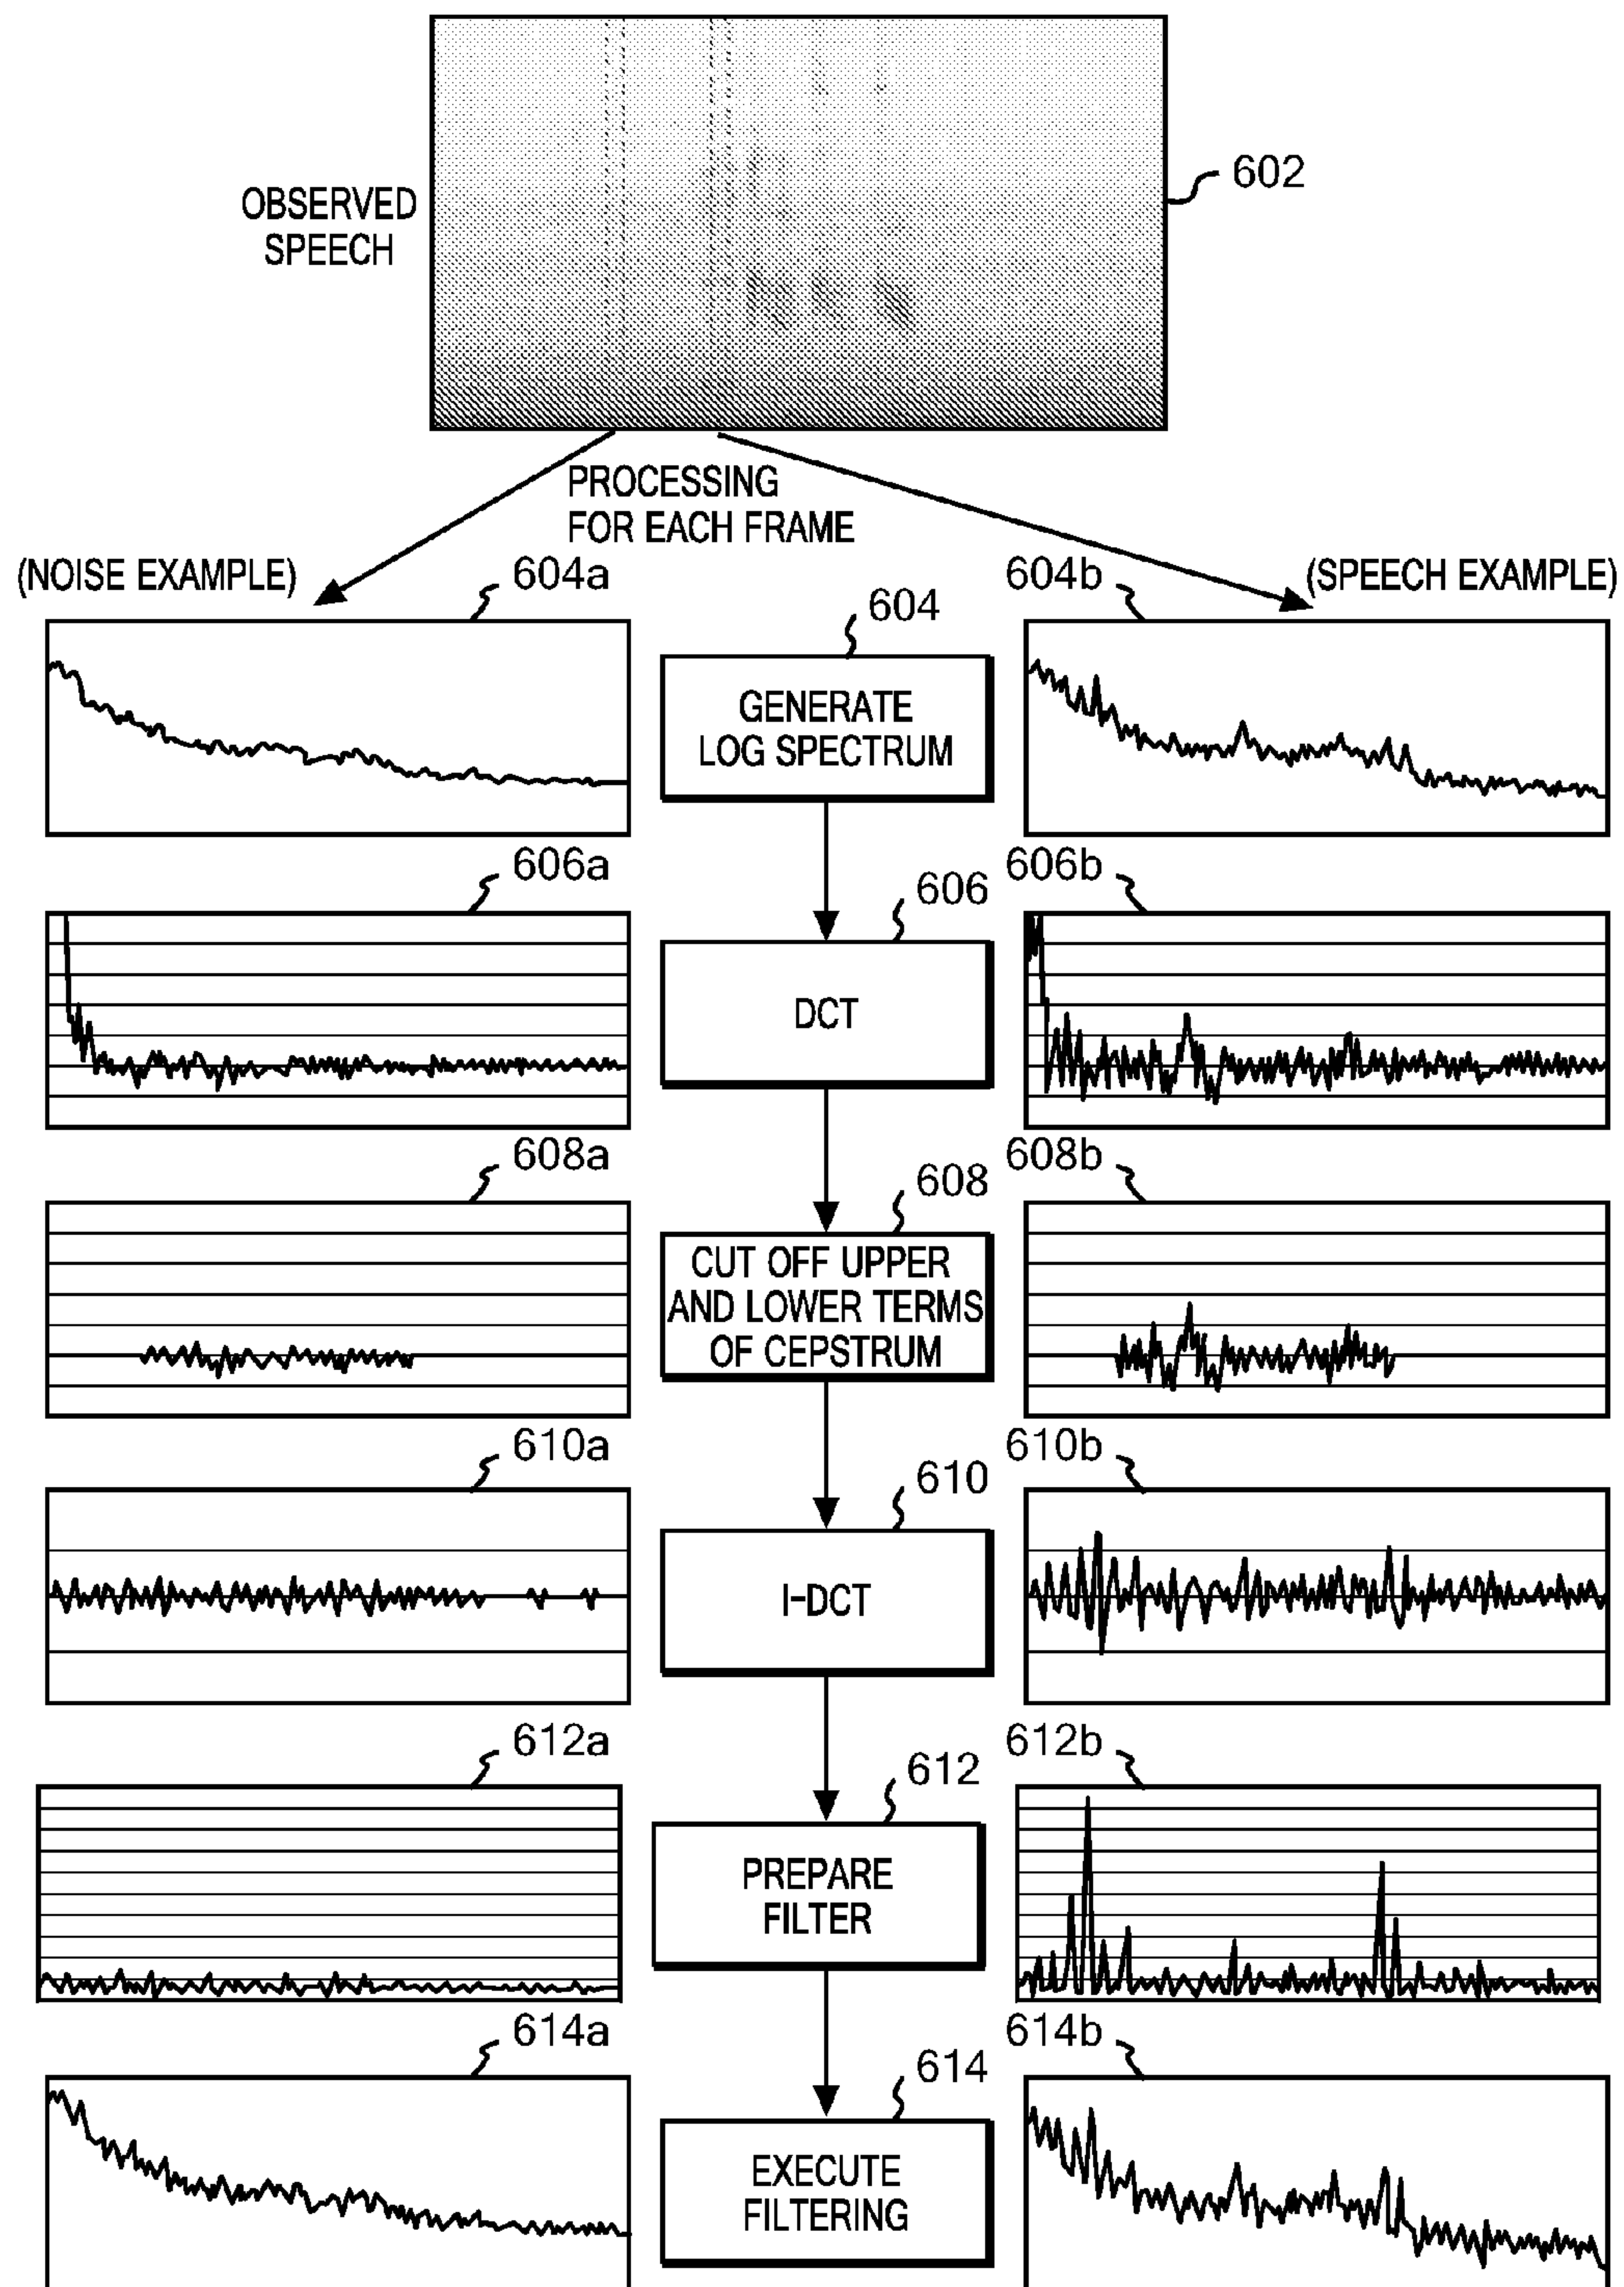 602
OBSERVED
SPEECH
PROCESSING
FOR EACH FRAME
(NOISE EXAMPLE)
604a
604b
(SPEECH EXAMPLE)
604
GENERATE
LOG SPECTRUM
606a
606
606b
DCT
608a
608
608b
CUT OFF UPPER
AND LOWER TERMS
OF CEPSTRUM
610a
610
610b
I-DCT
612a
612
612b
PREPARE
FILTER
614a
614
614b
EXECUTE
FILTERING